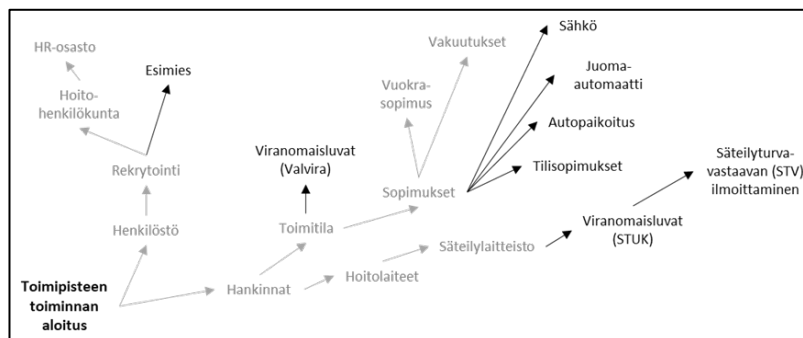 HR-osasto
Hoito-
henkilökunta
Esimies
Rekrytointi
Henkilöstö
Toimipisteen
toiminnan
aloitus
Viranomaisluvat
(Valvira)
Toimitila
Hankinnat
Hoitolaitteet
Säteilylaitteisto
Vuokra-
sopimus
Vakuutukset
Sopimukset
Sähkö
Juoma-
automaatti
Autopaikoitus
Tilisopimukset
Viranomaisluvat
(STUK)
Säteilyturva-
vastaavan (STV)
ilmoittaminen